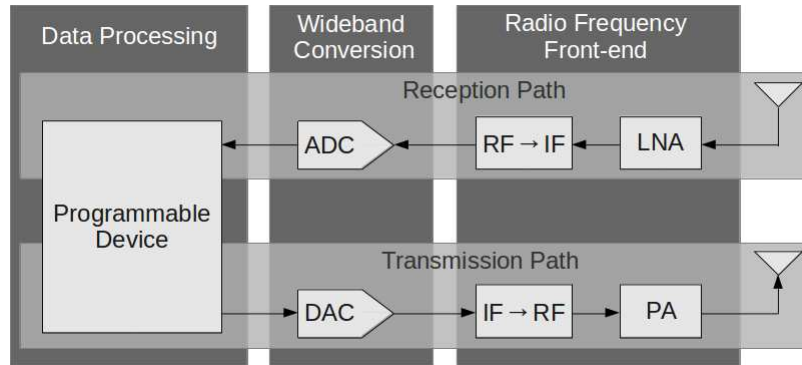 Data Processing
Wideband
Conversion
Radio Frequency
Front-end
Reception Path
ADC
RF → IF
LNA
Programmable
Device
Transmission Path
DAC
IF → RF
PA